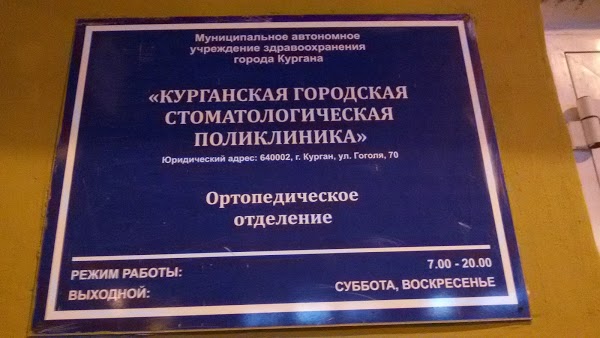 Муниципальное автономное
учреждение здравоохранения
города Кургана
«КУРГАНСКАЯ ГОРОДСКАЯ
СТОМАТОЛОГИЧЕСКАЯ
ПОЛИКЛИНИКА»
Юридический адрес: 640002, г. Курган, ул. Гоголя, 70
Ортопедическое
отделение
РЕЖИМ РАБОТЫ: 7.00 - 20.00
ВЫХОДНОЙ: СУББОТА, ВОСКРЕСЕНЬЕ